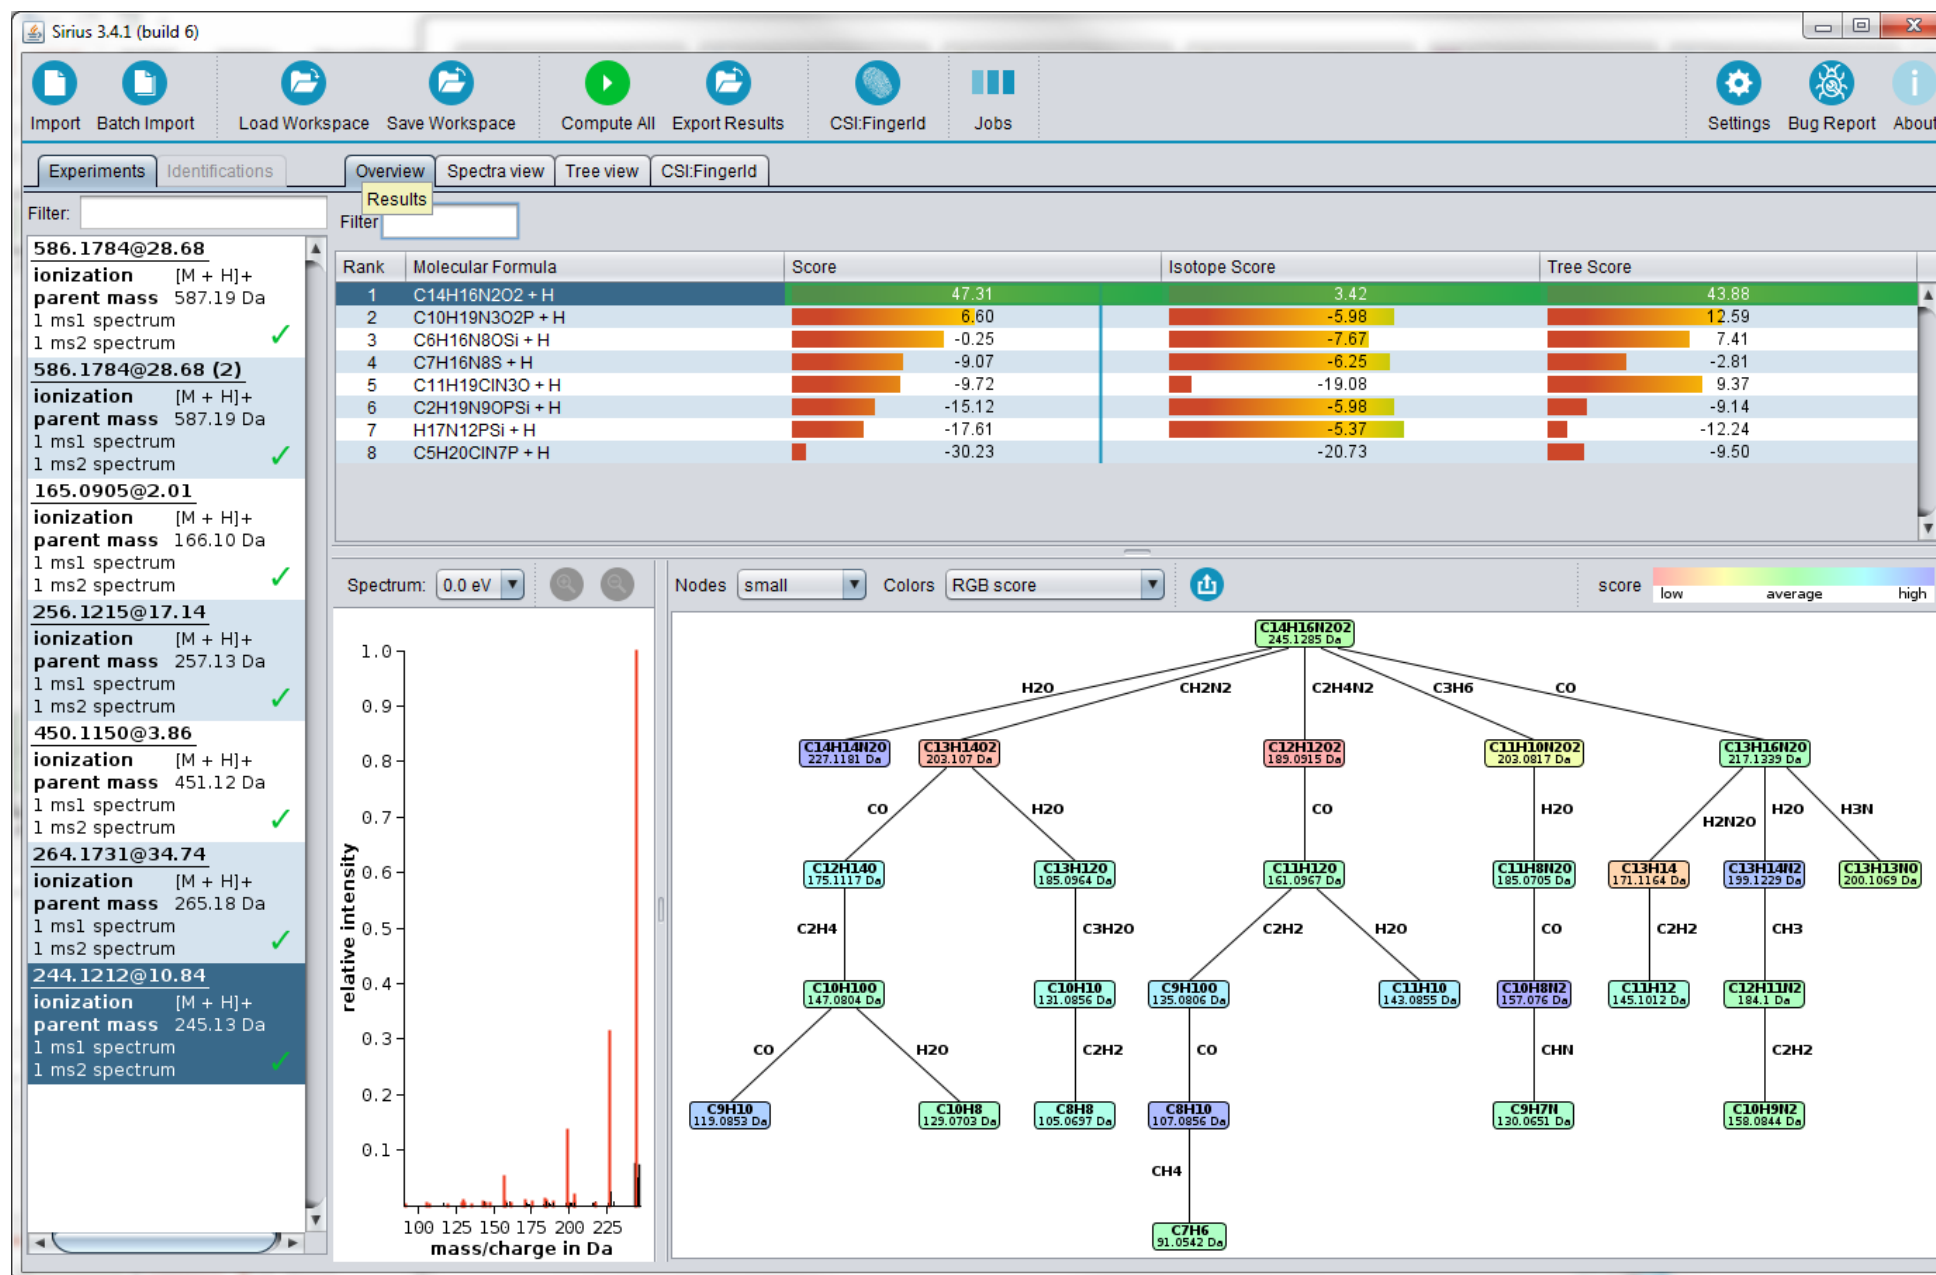 Sirius 3.4.1 (build 6)
Import Batch Import Load Workspace Save Workspace Compute All Export Results CSI:FingerId Jobs Settings Bug Report About
Experiments Identifications
Overview Spectra view Tree view CSI:FingerId
Results
Filter:
Filter
586.1784@28.68
ionization [M + H]+
parent mass 587.19 Da
1 ms1 spectrum
1 ms2 spectrum
586.1784@28.68 (2)
ionization [M + H]+
parent mass 587.19 Da
1 ms1 spectrum
1 ms2 spectrum
165.0905@2.01
ionization [M + H]+
parent mass 166.10 Da
1 ms1 spectrum
1 ms2 spectrum
256.1215@17.14
ionization [M + H]+
parent mass 257.13 Da
1 ms1 spectrum
1 ms2 spectrum
450.1150@3.86
ionization [M + H]+
parent mass 451.12 Da
1 ms1 spectrum
1 ms2 spectrum
264.1731@34.74
ionization [M + H]+
parent mass 265.18 Da
1 ms1 spectrum
1 ms2 spectrum
244.1212@10.84
ionization [M + H]+
parent mass 245.13 Da
1 ms1 spectrum
1 ms2 spectrum
Rank Molecular Formula Score Isotope Score Tree Score
1 C14H16N2O2 + H 47.31 3.42 43.88
2 C10H19N3O2P + H 6.60 -5.98 12.59
3 C6H16N8OSi + H -0.25 -7.67 7.41
4 C7H16N8S + H -9.07 -6.25 -2.81
5 C11H19ClN3O + H -9.72 -19.08 9.37
6 C2H19N9OPSi + H -15.12 -5.98 -9.14
7 H17N12PSi + H -17.61 -5.37 -12.24
8 C5H20ClN7P + H -30.23 -20.73 -9.50
Spectrum: 0.0 eV
Nodes small Colors RGB score
score low average high
1.0
0.9
0.8
0.7
0.6
0.5
0.4
0.3
0.2
0.1
relative intensity
100 125 150 175 200 225
mass/charge in Da
C14H16N2O2
245.1285 Da
H2O CH2N2 C2H4N2 C3H6 CO
C14H14N2O C13H14O2 C12H12O2 C11H10N2O2 C13H16N2O
227.1181 Da 203.107 Da 189.0915 Da 203.0817 Da 217.1339 Da
CO H2O CO H2O H2N2O H2O H3N
C12H14O C13H12O C11H12O C11H8N2O C13H14 C13H14N2 C13H13NO
175.1117 Da 185.0964 Da 161.0967 Da 185.0705 Da 171.1164 Da 199.1229 Da 200.1069 Da
C2H4 C3H2O C2H2 H2O CO C2H2 CH3
C10H10O C10H10 C9H10O C11H10 C10H8N2 C11H12 C12H11N2
147.0804 Da 131.0856 Da 135.0806 Da 143.0855 Da 157.076 Da 145.1012 Da 184.1 Da
CO H2O C2H2 CO CHN C2H2
C9H10 C10H8 C8H8 C8H10 C9H7N C10H9N2
119.0853 Da 129.0703 Da 105.0697 Da 107.0856 Da 130.0651 Da 158.0844 Da
CH4
C7H6
91.0542 Da